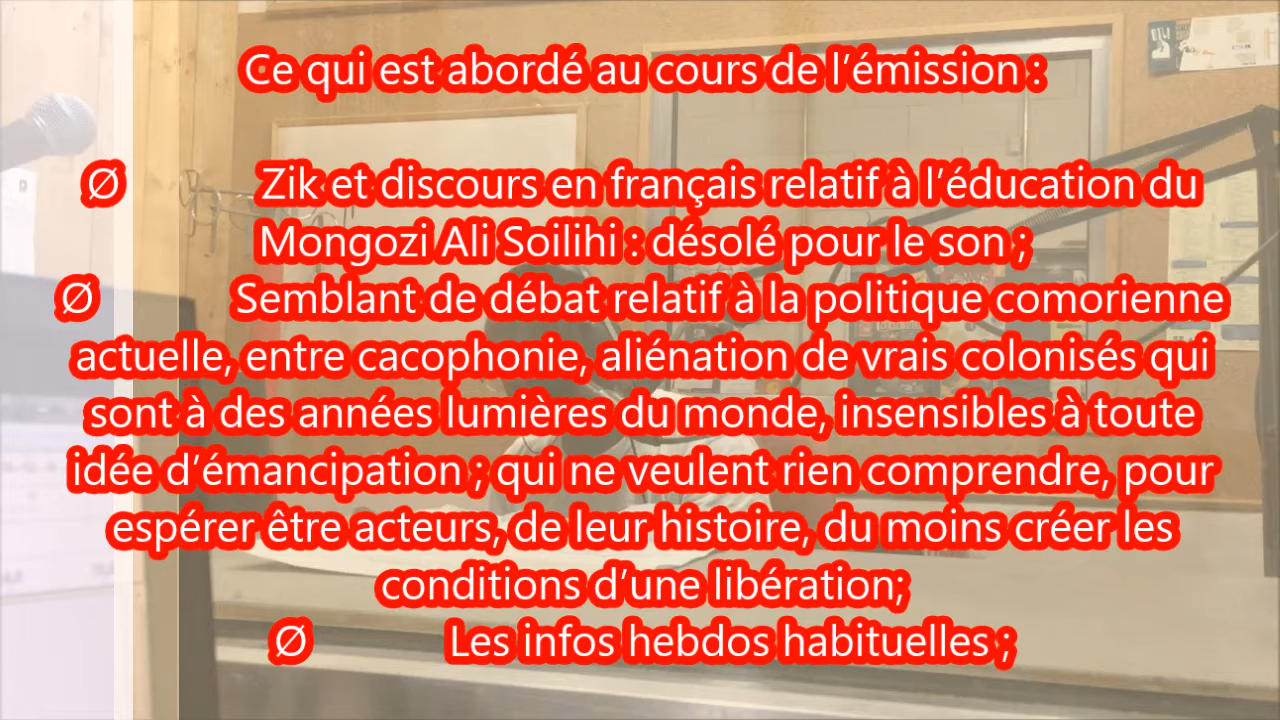 Ce qui est abordé au cours de l’émission :
Ø Zik et discours en français relatif à l’éducation du
Mongozi Ali Soilihi : désolé pour le son ;
Ø Semblant de débat relatif à la politique comorienne
actuelle, entre cacophonie, aliénation de vrais colonisés qui
sont à des années lumières du monde, insensibles à toute
idée d’émancipation ; qui ne veulent rien comprendre, pour
espérer être acteurs, de leur histoire, du moins créer les
conditions d’une libération;
Ø Les infos hebdos habituelles ;